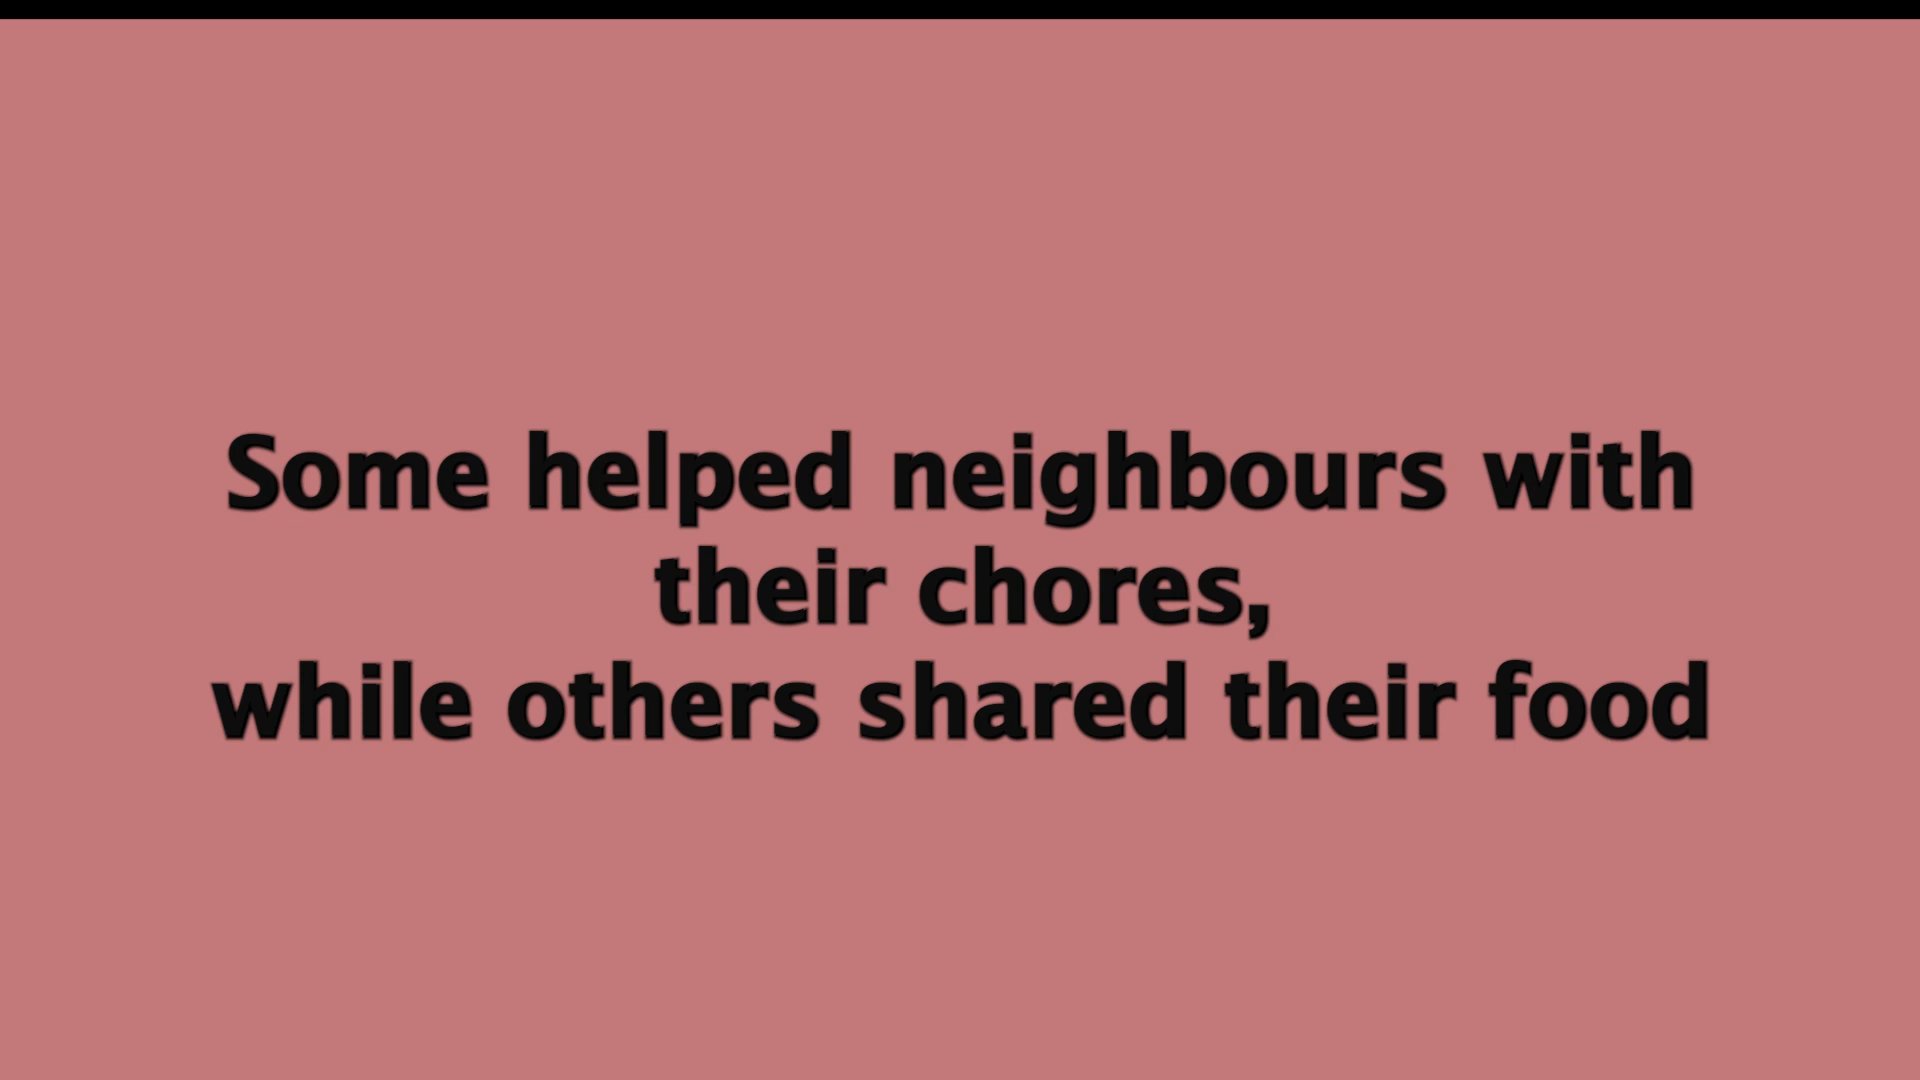 Some helped neighbours with
their chores,
while others shared their food